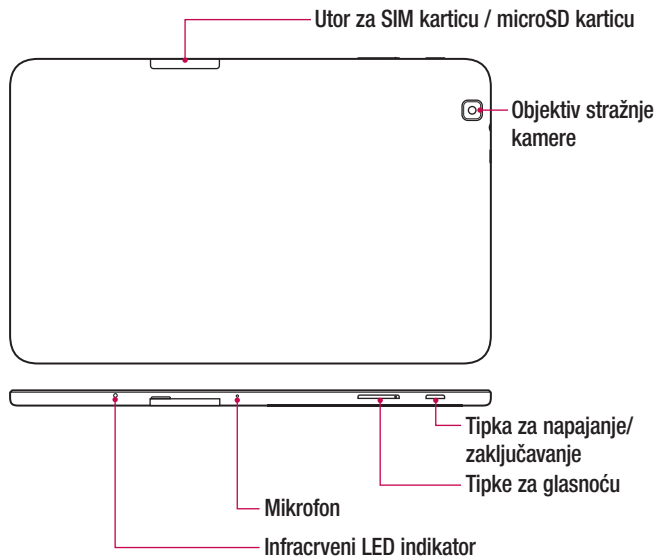 Utor za SIM karticu / microSD karticu
Objektiv stražnje
kamere
Tipka za napajanje/
zaključavanje
Tipke za glasnoću
Mikrofon
Infracrveni LED indikator